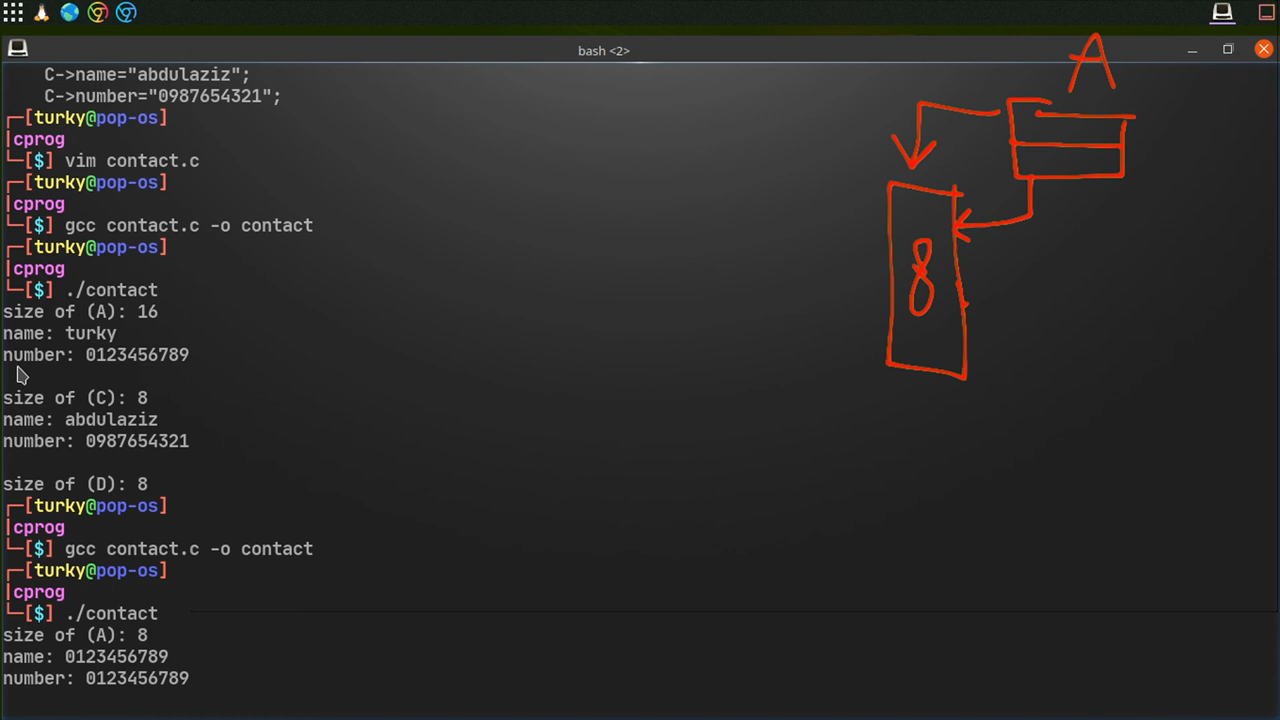 bash <2>
C->name="abdulaziz";
C->number="0987654321";
┌─[turky@pop-os]
|cprog
└─[$] vim contact.c
┌─[turky@pop-os]
|cprog
└─[$] gcc contact.c -o contact
┌─[turky@pop-os]
|cprog
└─[$] ./contact
size of (A): 16
name: turky
number: 0123456789
size of (C): 8
name: abdulaziz
number: 0987654321
size of (D): 8
┌─[turky@pop-os]
|cprog
└─[$] gcc contact.c -o contact
┌─[turky@pop-os]
|cprog
└─[$] ./contact
size of (A): 8
name: 0123456789
number: 0123456789
A
8